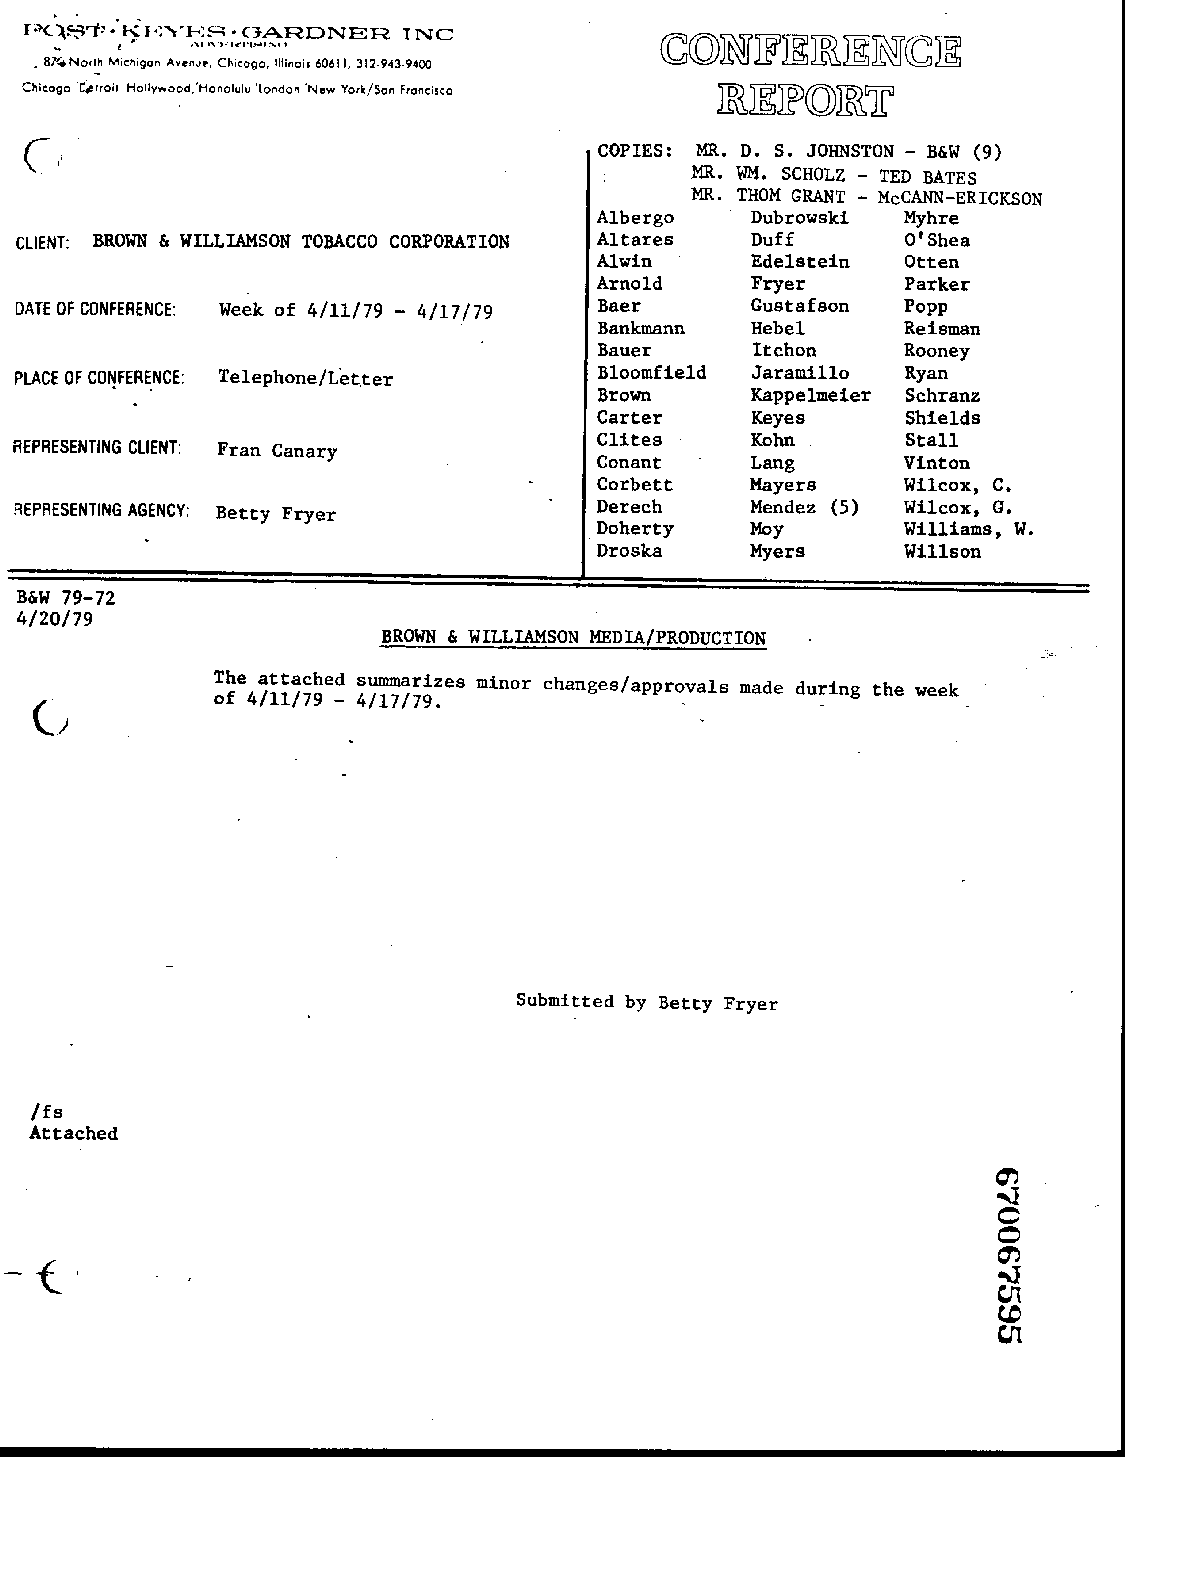 POST·KEYES·GARDNER INC
ADVERTISING
North Michigan Avenue, Chicago, Illinois 60611, 312-943-9400
Chicago Detroit Hollywood/Honolulu London New York/San Francisco
CONFERENCE
REPORT
CLIENT: BROWN & WILLIAMSON TOBACCO CORPORATION
DATE OF CONFERENCE: Week of 4/11/79 - 4/17/79
PLACE OF CONFERENCE: Telephone/Letter
REPRESENTING CLIENT: Fran Canary
REPRESENTING AGENCY: Betty Fryer
COPIES: MR. D. S. JOHNSTON - B&W (9)
MR. WM. SCHOLZ - TED BATES
MR. THOM GRANT - McCANN-ERICKSON
Albergo Dubrowski Myhre
Altares Duff O'Shea
Alwin Edelstein Otten
Arnold Fryer Parker
Baer Gustafson Popp
Bankmann Hebel Reisman
Bauer Itchon Rooney
Bloomfield Jaramillo Ryan
Brown Kappelmeier Schranz
Carter Keyes Shields
Clites Kohn Stall
Conant Lang Vinton
Corbett Mayers Wilcox, C.
Derech Mendez (5) Wilcox, G.
Doherty Moy Williams, W.
Droska Myers Willson
B&W 79-72
4/20/79
BROWN & WILLIAMSON MEDIA/PRODUCTION
The attached summarizes minor changes/approvals made during the week
of 4/11/79 - 4/17/79.
Submitted by Betty Fryer
/fs
Attached
670067595